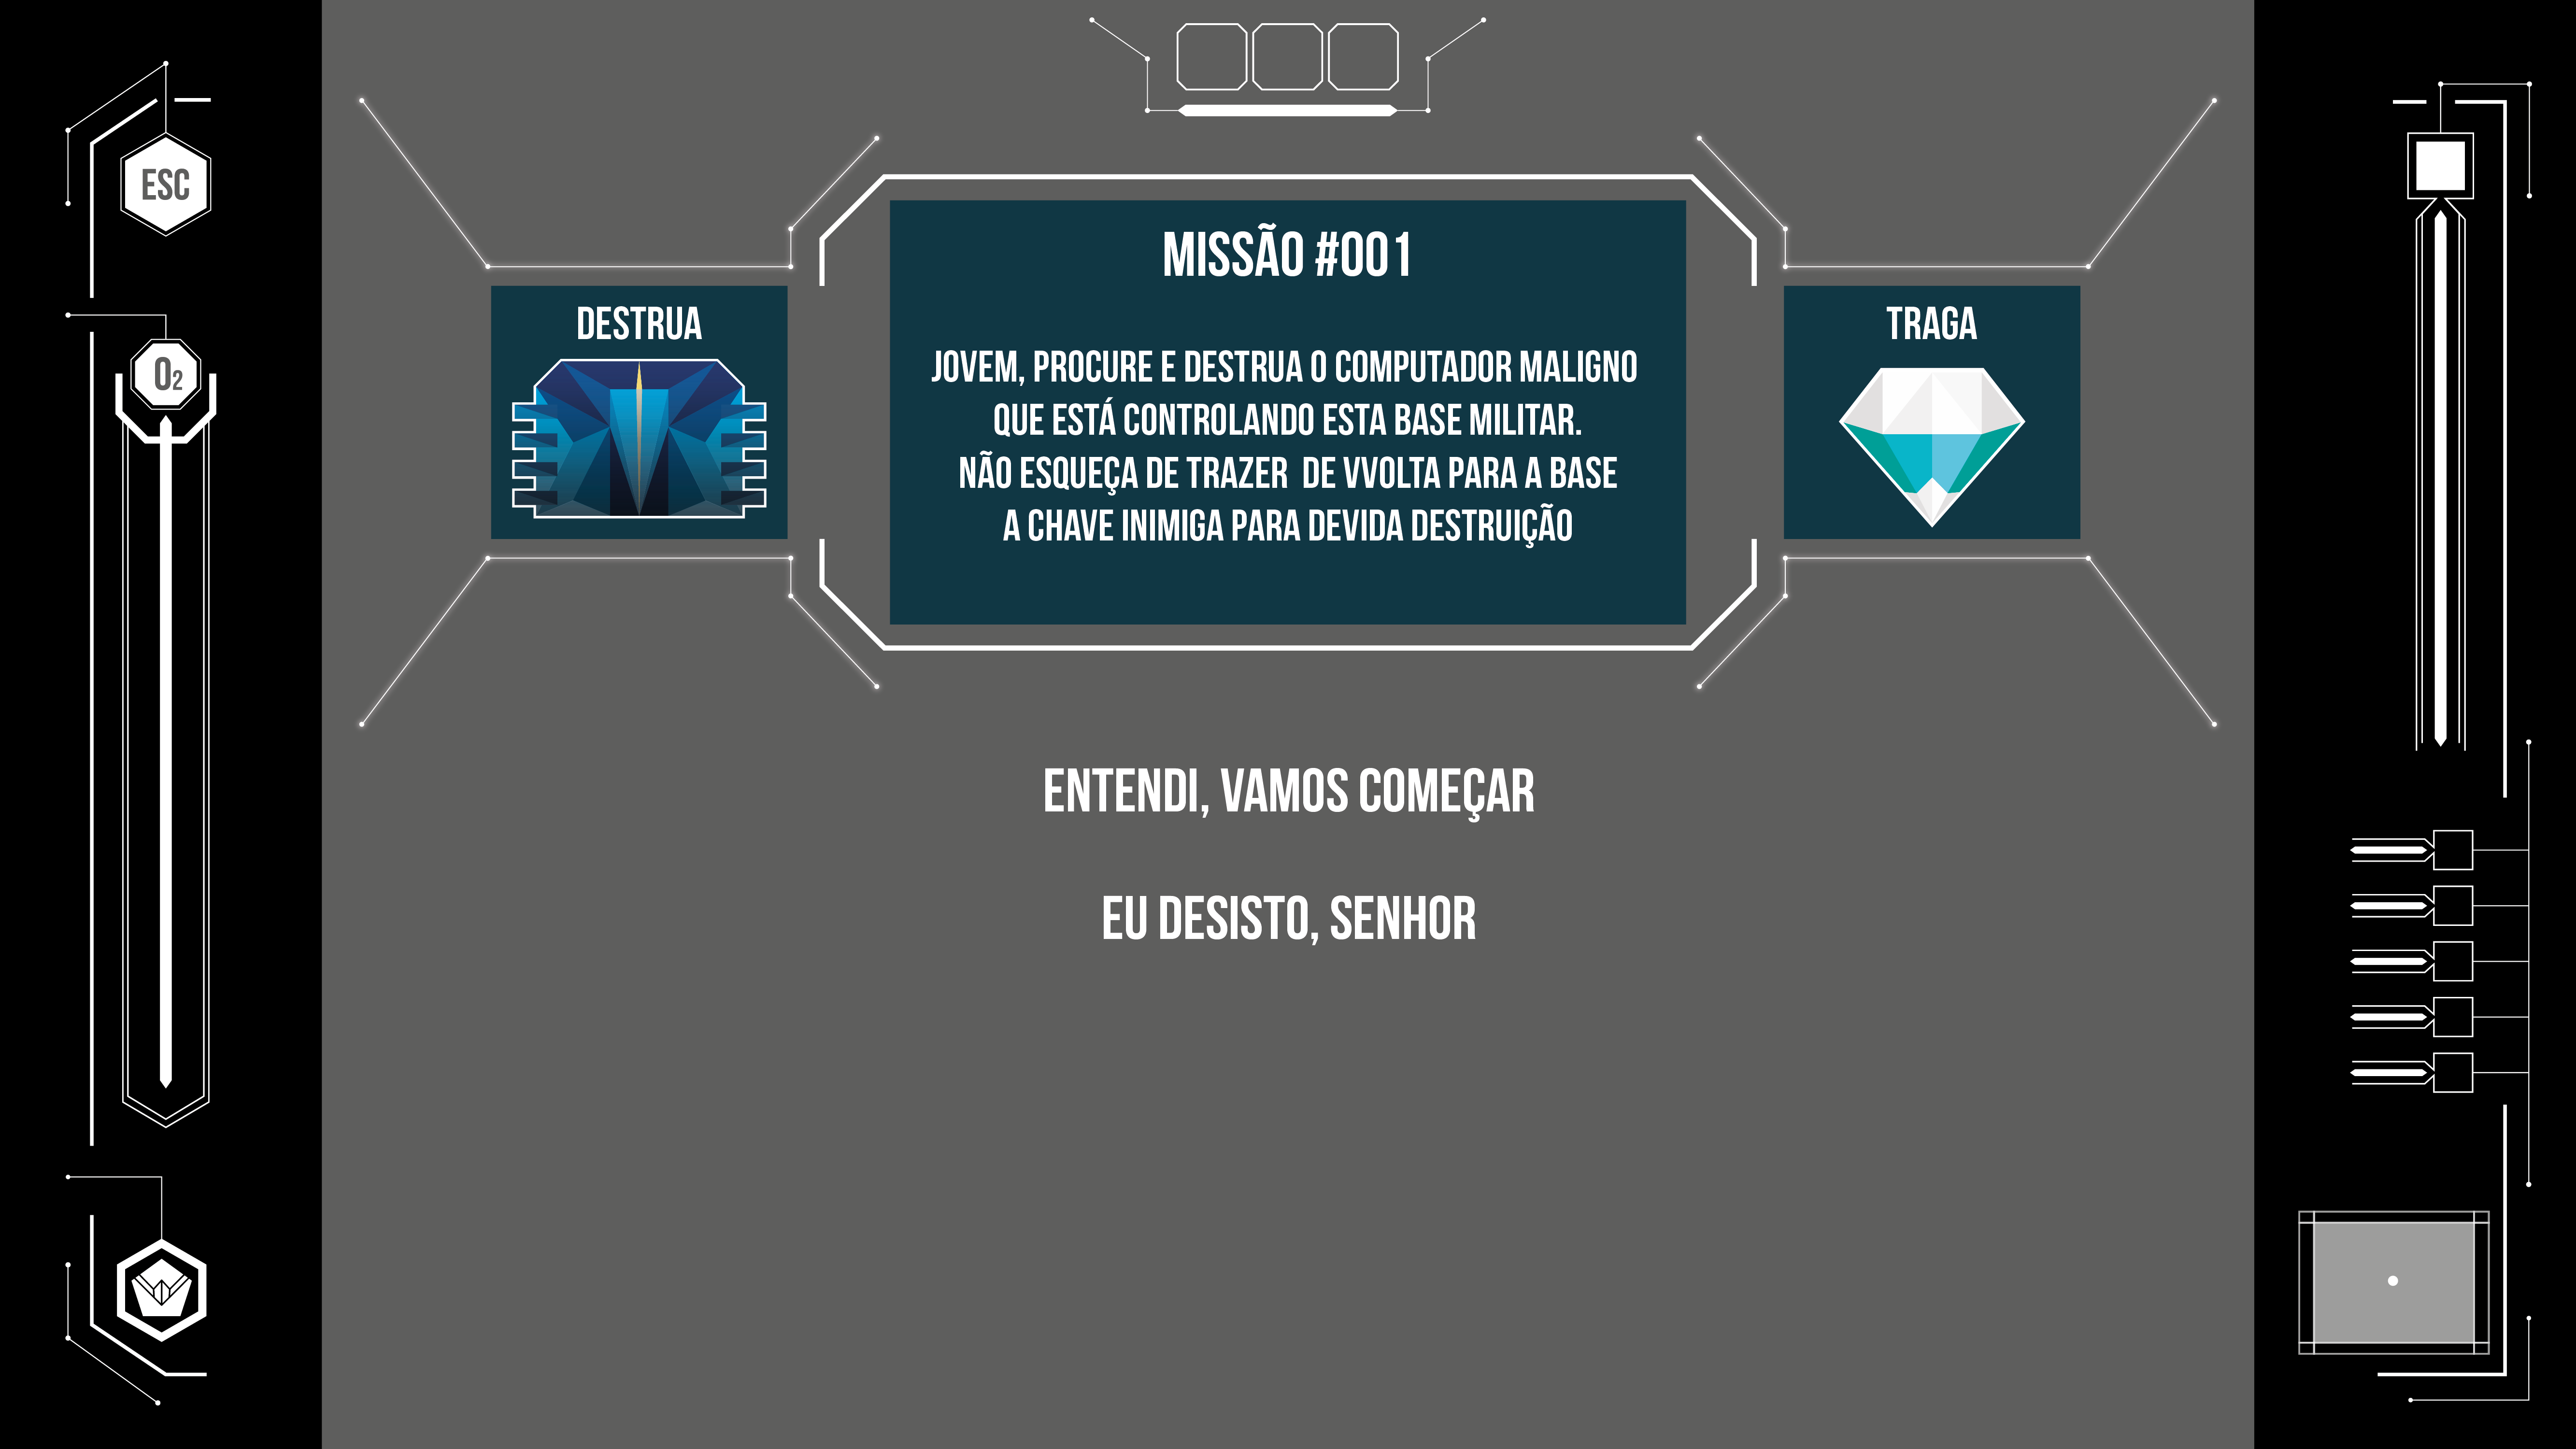 ESC
O2
DESTRUA
MISSÃO #001
JOVEM, PROCURE E DESTRUA O COMPUTADOR MALIGNO
QUE ESTÁ CONTROLANDO ESTA BASE MILITAR.
NÃO ESQUEÇA DE TRAZER  DE VVOLTA PARA A BASE
A CHAVE INIMIGA PARA DEVIDA DESTRUIÇÃO
TRAGA
ENTENDI, VAMOS COMEÇAR
EU DESISTO, SENHOR